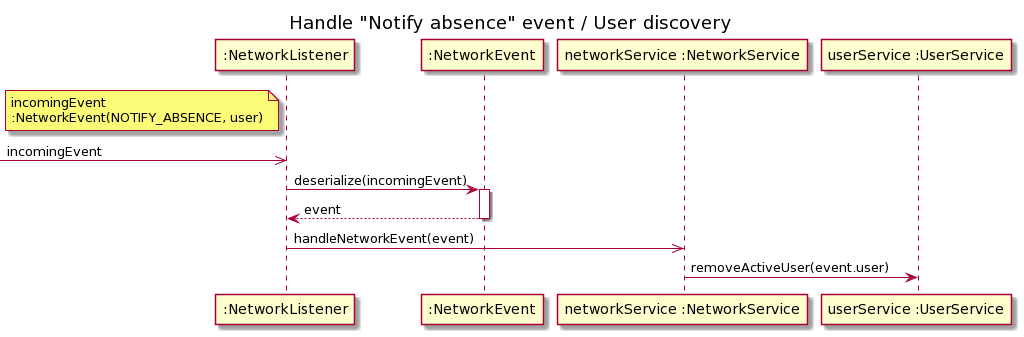 Handle "Notify absence" event / User discovery
:NetworkListener
:NetworkEvent
networkService :NetworkService
userService :UserService
incomingEvent
:NetworkEvent(NOTIFY_ABSENCE, user)
incomingEvent
deserialize(incomingEvent)
event
handleNetworkEvent(event)
removeActiveUser(event.user)
:NetworkListener
:NetworkEvent
networkService :NetworkService
userService :UserService